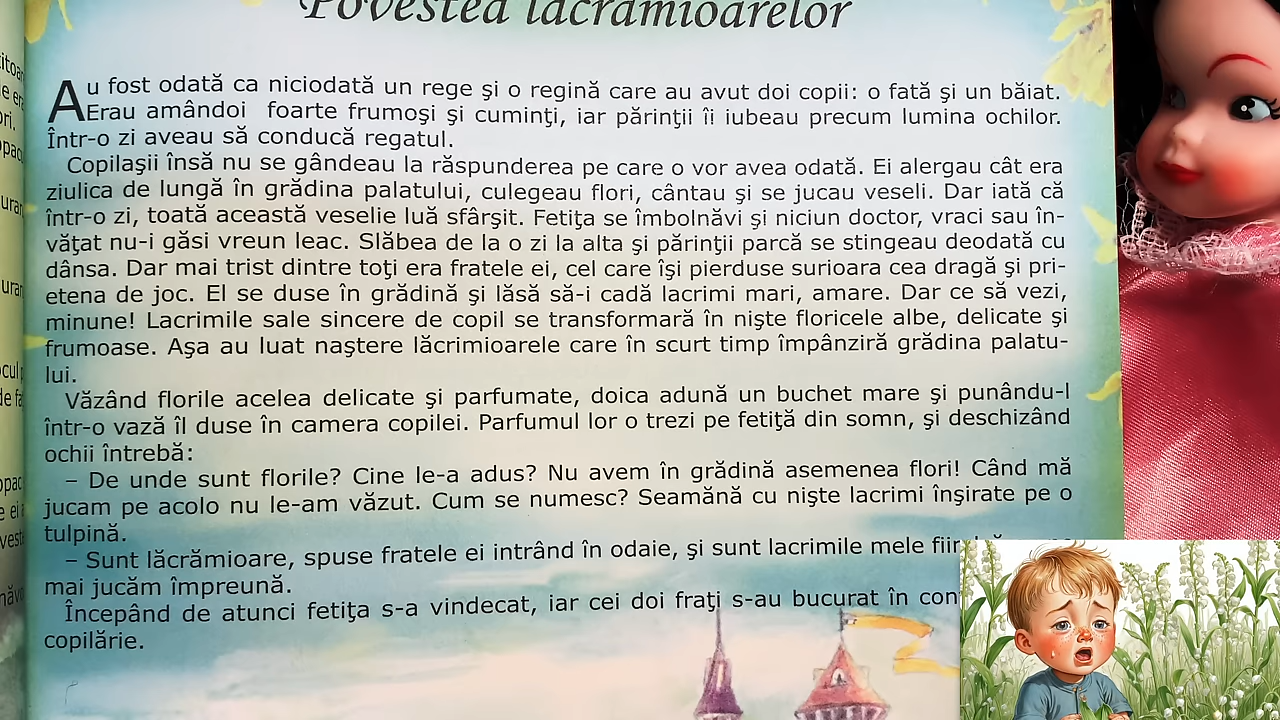 Povestea lăcrămioarelor
Au fost odată ca niciodată un rege şi o regină care au avut doi copii: o fată şi un băiat.
Erau amândoi foarte frumoşi şi cuminţi, iar părinţii îi iubeau precum lumina ochilor.
Într-o zi aveau să conducă regatul.
Copilaşii însă nu se gândeau la răspunderea pe care o vor avea odată. Ei alergau cât era
ziulica de lungă în grădina palatului, culegeau flori, cântau şi se jucau veseli. Dar iată că
într-o zi, toată această veselie luă sfârşit. Fetiţa se îmbolnăvi şi niciun doctor, vraci sau în-
văţat nu-i găsi vreun leac. Slăbea de la o zi la alta şi părinţii parcă se stingeau deodată cu
dânsa. Dar mai trist dintre toţi era fratele ei, cel care îşi pierduse surioara cea dragă şi pri-
etena de joc. El se duse în grădină şi lăsă să-i cadă lacrimi mari, amare. Dar ce să vezi,
minune! Lacrimile sale sincere de copil se transformară în nişte floricele albe, delicate şi
frumoase. Aşa au luat naştere lăcrimioarele care în scurt timp împânziră grădina palatu-
lui.
Văzând florile acelea delicate şi parfumate, doica adună un buchet mare şi punându-l
într-o vază îl duse în camera copilei. Parfumul lor o trezi pe fetiţă din somn, şi deschizând
ochii întrebă:
– De unde sunt florile? Cine le-a adus? Nu avem în grădină asemenea flori! Când mă
jucam pe acolo nu le-am văzut. Cum se numesc? Seamănă cu nişte lacrimi înşirate pe o
tulpină.
– Sunt lăcrămioare, spuse fratele ei intrând în odaie, şi sunt lacrimile mele
mai jucăm împreună.
Începând de atunci fetiţa s-a vindecat, iar cei doi fraţi s-au bucurat în
copilărie.